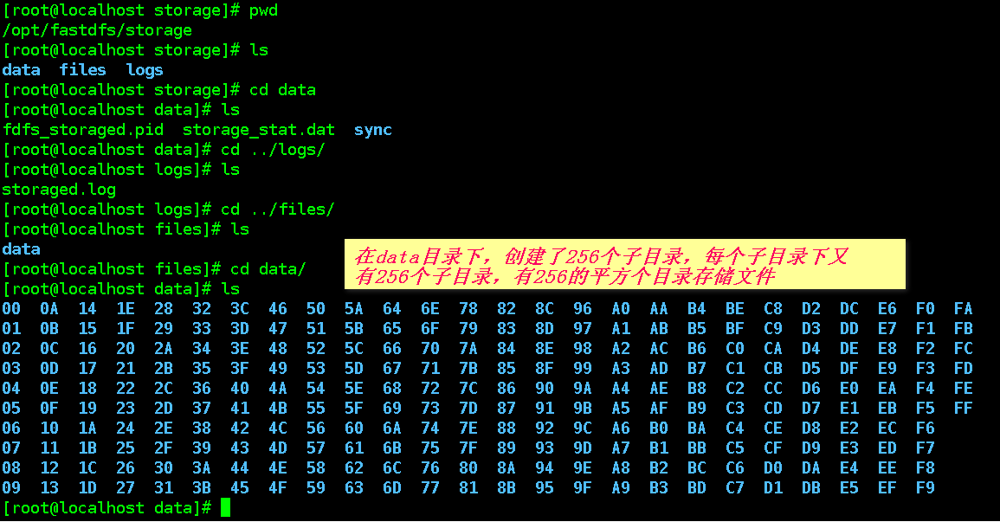 [root@localhost storage]# pwd
/opt/fastdfs/storage
[root@localhost storage]# ls
data  files  logs
[root@localhost storage]# cd data
[root@localhost data]# ls
fdfs_storaged.pid  storage_stat.dat  sync
[root@localhost data]# cd ../logs/
[root@localhost logs]# ls
storaged.log
[root@localhost logs]# cd ../files/
[root@localhost files]# ls
data
[root@localhost files]# cd data/
[root@localhost data]# ls
在data目录下，创建了256个子目录，每个子目录下又
有256个子目录，有256的平方个目录存储文件
00  0A  14  1E  28  32  3C  46  50  5A  64  6E  78  82  8C  96  A0  AA  B4  BE  C8  D2  DC  E6  F0  FA
01  0B  15  1F  29  33  3D  47  51  5B  65  6F  79  83  8D  97  A1  AB  B5  BF  C9  D3  DD  E7  F1  FB
02  0C  16  20  2A  34  3E  48  52  5C  66  70  7A  84  8E  98  A2  AC  B6  C0  CA  D4  DE  E8  F2  FC
03  0D  17  21  2B  35  3F  49  53  5D  67  71  7B  85  8F  99  A3  AD  B7  C1  CB  D5  DF  E9  F3  FD
04  0E  18  22  2C  36  40  4A  54  5E  68  72  7C  86  90  9A  A4  AE  B8  C2  CC  D6  E0  EA  F4  FE
05  0F  19  23  2D  37  41  4B  55  5F  69  73  7D  87  91  9B  A5  AF  B9  C3  CD  D7  E1  EB  F5  FF
06  10  1A  24  2E  38  42  4C  56  60  6A  74  7E  88  92  9C  A6  B0  BA  C4  CE  D8  E2  EC  F6
07  11  1B  25  2F  39  43  4D  57  61  6B  75  7F  89  93  9D  A7  B1  BB  C5  CF  D9  E3  ED  F7
08  12  1C  26  30  3A  44  4E  58  62  6C  76  80  8A  94  9E  A8  B2  BC  C6  D0  DA  E4  EE  F8
09  13  1D  27  31  3B  45  4F  59  63  6D  77  81  8B  95  9F  A9  B3  BD  C7  D1  DB  E5  EF  F9
[root@localhost data]#